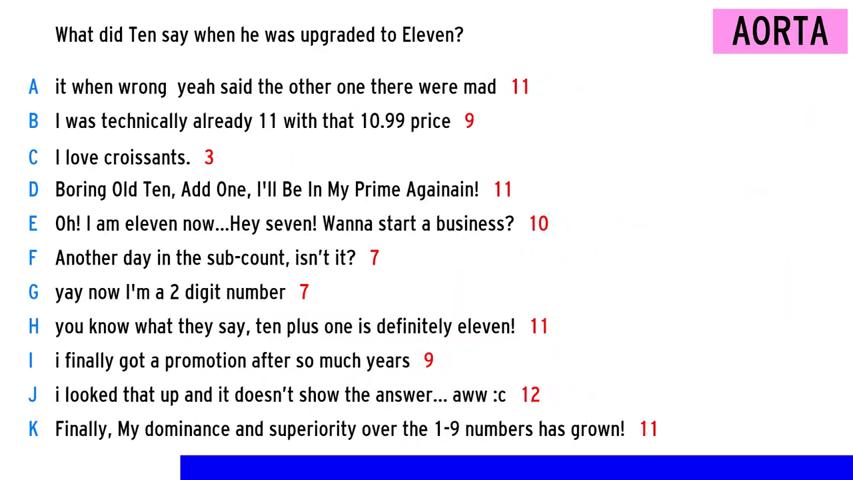 What did Ten say when he was upgraded to Eleven?
AORTA
A it when wrong  yeah said the other one there were mad 11
B I was technically already 11 with that 10.99 price 9
C I love croissants. 3
D Boring Old Ten, Add One, I'll Be In My Prime Againain! 11
E Oh! I am eleven now...Hey seven! Wanna start a business? 10
F Another day in the sub-count, isn't it? 7
G yay now I'm a 2 digit number 7
H you know what they say, ten plus one is definitely eleven! 11
I i finally got a promotion after so much years 9
J i looked that up and it doesn't show the answer... aww :c 12
K Finally, My dominance and superiority over the 1-9 numbers has grown! 11